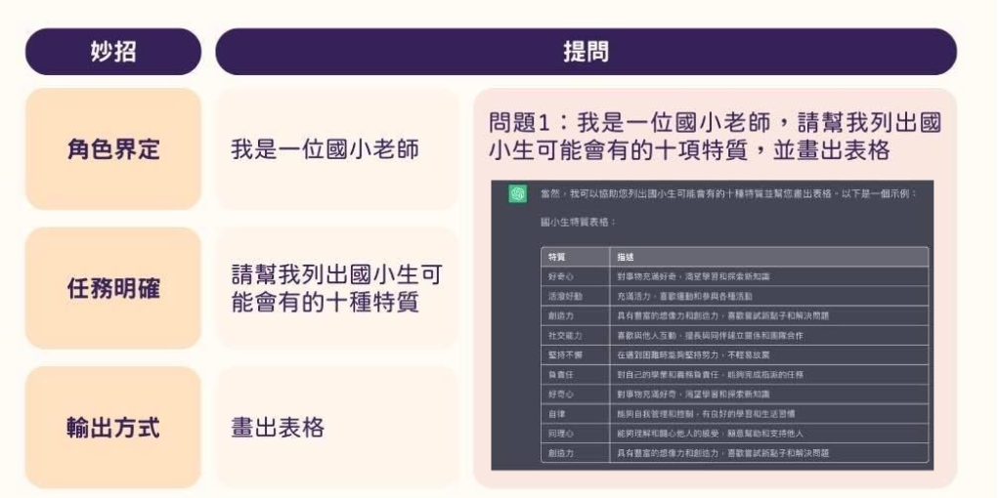 妙招
提問
角色界定
我是一位國小老師
任務明確
請幫我列出國小生可
能會有的十種特質
輸出方式
畫出表格
問題1：我是一位國小老師，請幫我列出國
小生可能會有的十項特質，並畫出表格
當然，我可以協助您列出國小生可能會有的十種特質並幫您畫出表格。以下是一個示例：
國小生特質表格：
特質 描述
好奇心 對事物充滿好奇，渴望學習和探索新知識
活潑好動 充滿活力，喜歡運動和參與各種活動
創造力 具有豐富的想像力和創造力，喜歡嘗試新點子和解決問題
社交能力 喜歡與他人互動，擅長與同伴建立關係和團隊合作
堅持不懈 在遇到困難時能夠堅持努力，不輕易放棄
負責任 對自己的學業和義務負責任，能夠完成指派的任務
好奇心 對事物充滿好奇，渴望學習和探索新知識
自律 能夠自我管理和控制，有良好的學習和生活習慣
同理心 能夠理解和關心他人的感受，願意幫助和支持他人
創造力 具有豐富的想像力和創造力，喜歡嘗試新點子和解決問題